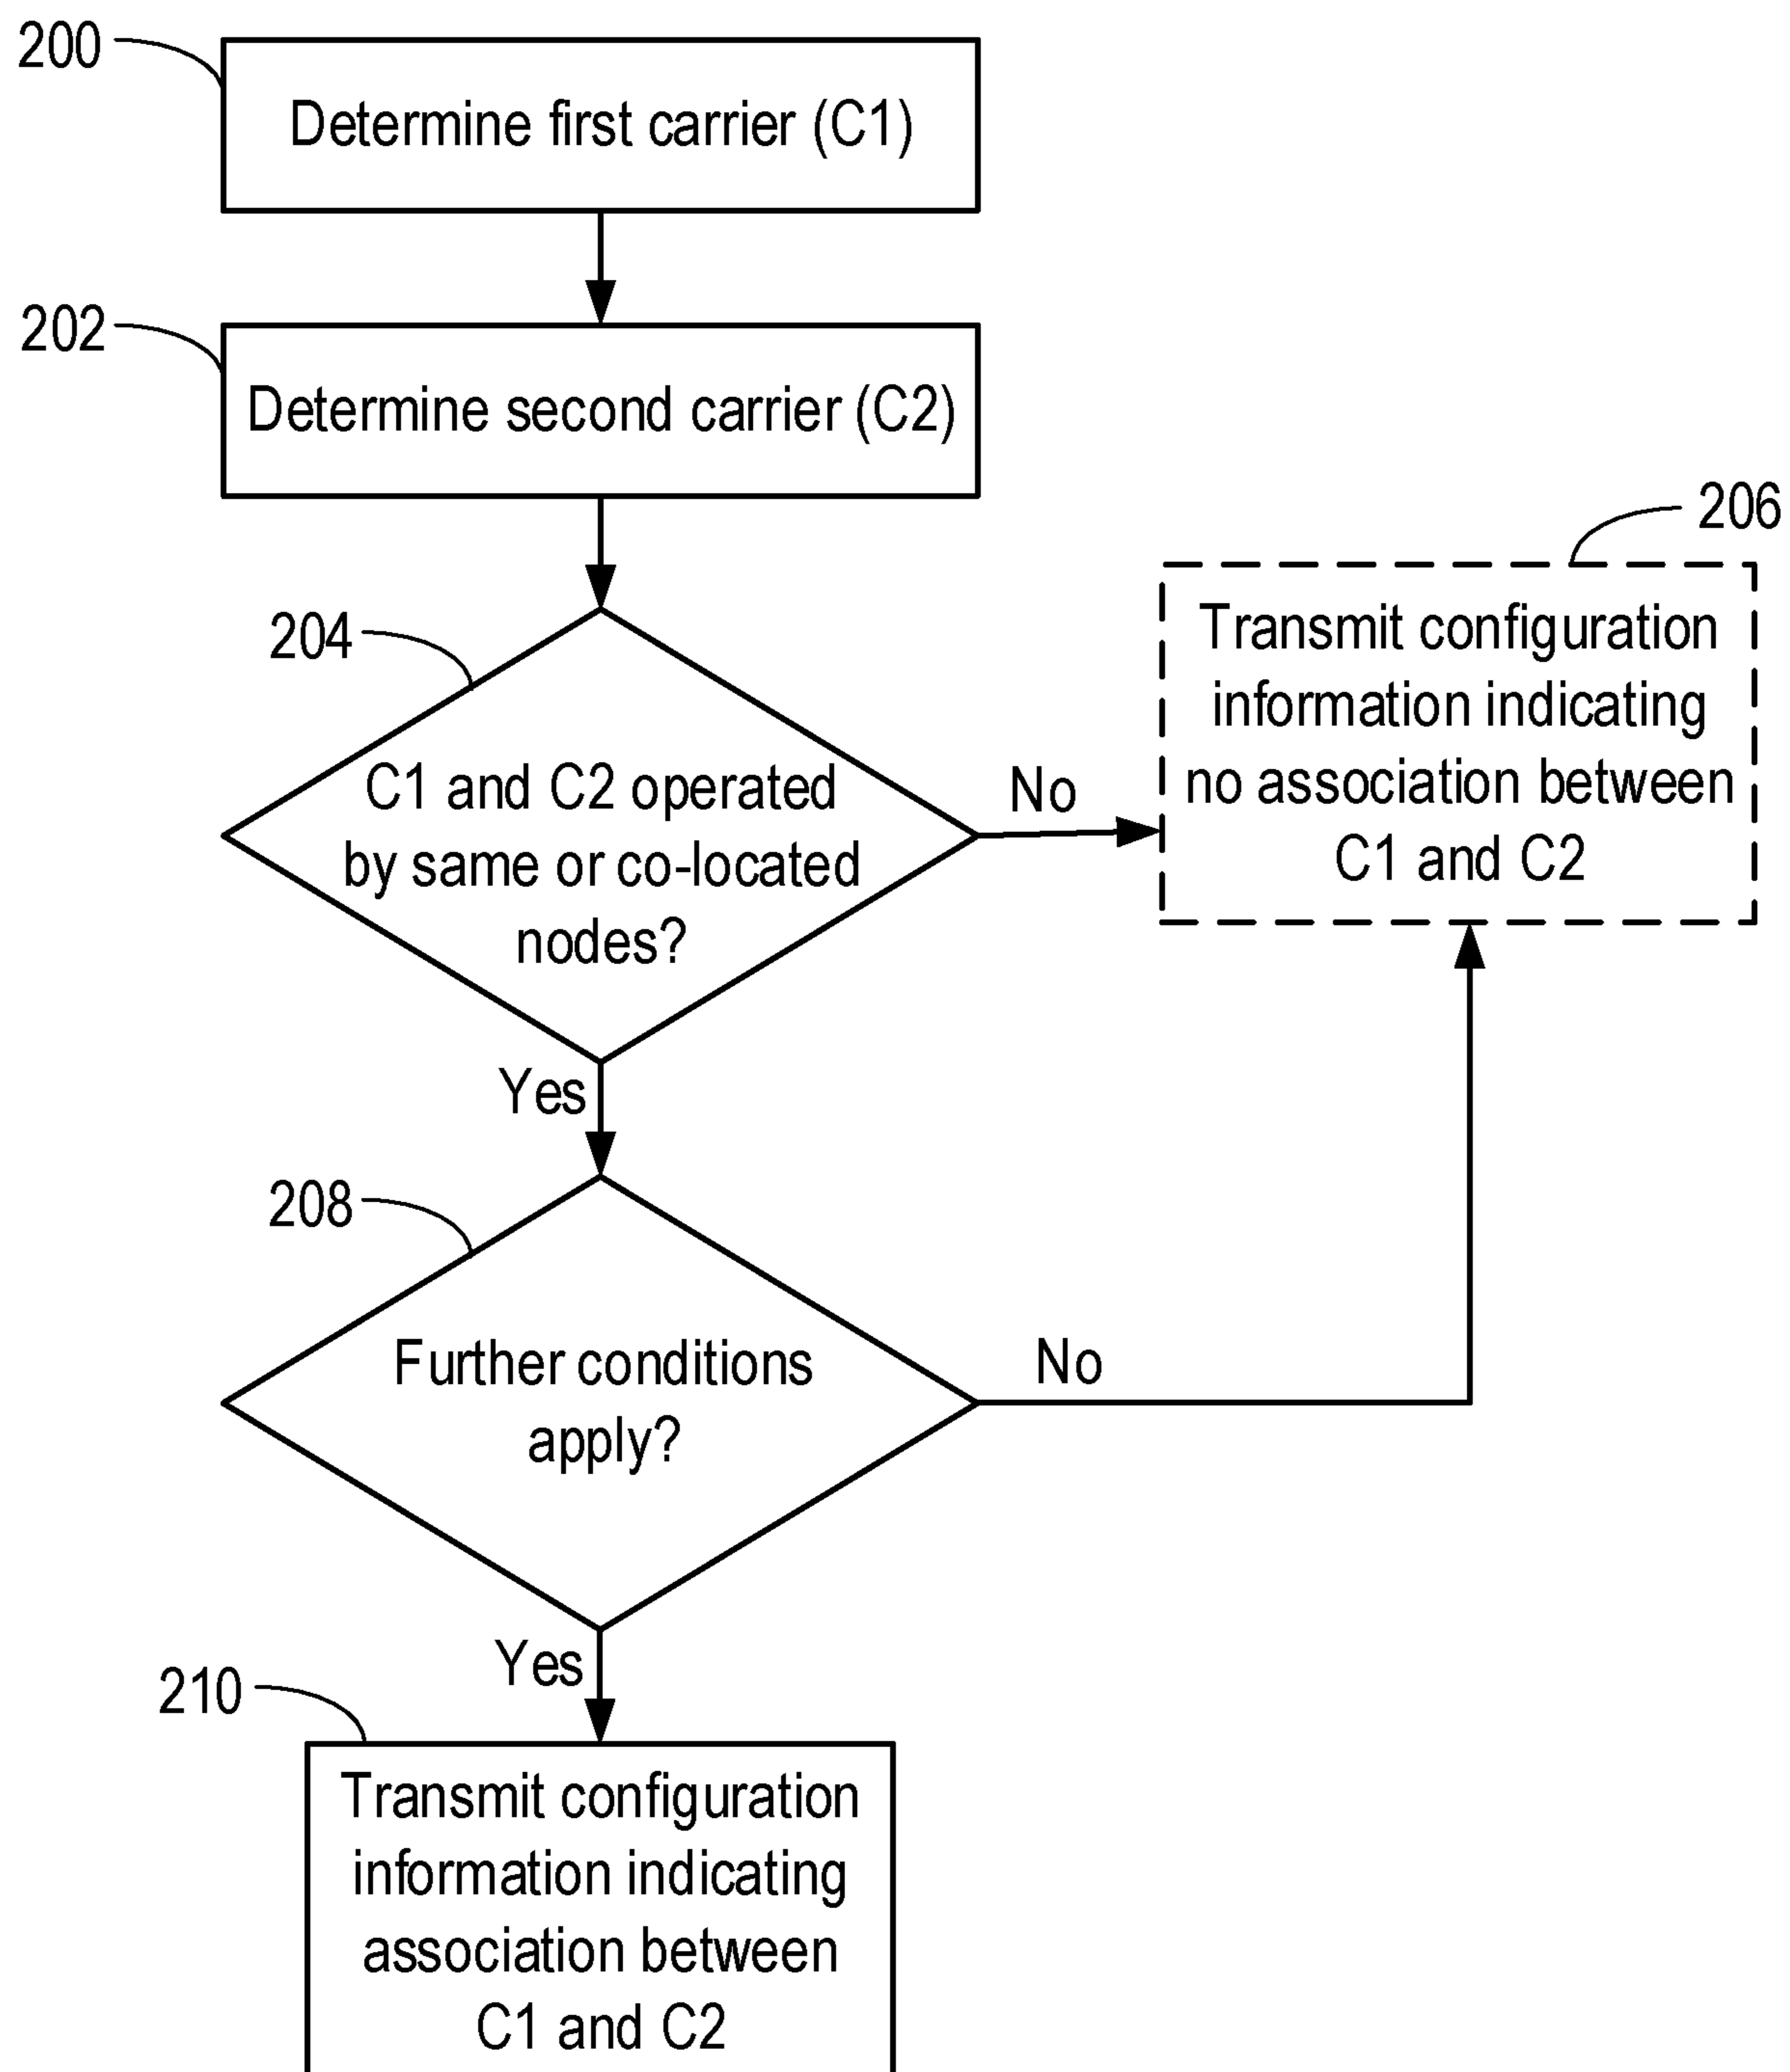 200
Determine first carrier (C1)
202
Determine second carrier (C2)
204
C1 and C2 operated
by same or co-located
nodes?
No
206
Transmit configuration
information indicating
no association between
C1 and C2
Yes
208
Further conditions
apply?
No
Yes
210
Transmit configuration
information indicating
association between
C1 and C2